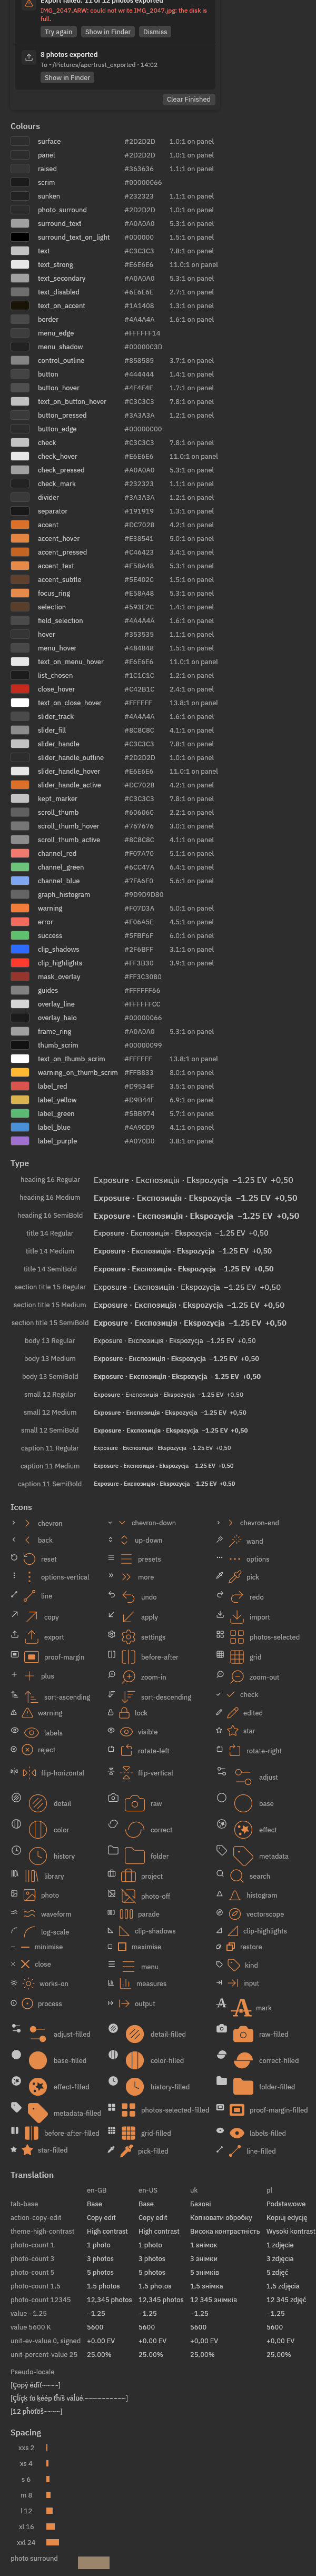 Export failed: 11 of 12 photos exported
IMG_2047.ARW: could not write IMG_2047.jpg: the disk is
full.
Try again Show in Finder Dismiss
8 photos exported
To ~/Pictures/apertrust_exported · 14:02
Show in Finder
Clear Finished
Colours
surface #2D2D2D 1.0:1 on panel
panel #2D2D2D 1.0:1 on panel
raised #363636 1.1:1 on panel
scrim #00000066
sunken #232323 1.1:1 on panel
photo_surround #2D2D2D 1.0:1 on panel
surround_text #A0A0A0 5.3:1 on panel
surround_text_on_light #000000 1.5:1 on panel
text #C3C3C3 7.8:1 on panel
text_strong #E6E6E6 11.0:1 on panel
text_secondary #A0A0A0 5.3:1 on panel
text_disabled #6E6E6E 2.7:1 on panel
text_on_accent #1A1408 1.3:1 on panel
border #4A4A4A 1.6:1 on panel
menu_edge #FFFFFF14
menu_shadow #0000003D
control_outline #858585 3.7:1 on panel
button #444444 1.4:1 on panel
button_hover #4F4F4F 1.7:1 on panel
text_on_button_hover #C3C3C3 7.8:1 on panel
button_pressed #3A3A3A 1.2:1 on panel
button_edge #00000000
check #C3C3C3 7.8:1 on panel
check_hover #E6E6E6 11.0:1 on panel
check_pressed #A0A0A0 5.3:1 on panel
check_mark #232323 1.1:1 on panel
divider #3A3A3A 1.2:1 on panel
separator #191919 1.3:1 on panel
accent #DC7028 4.2:1 on panel
accent_hover #E38541 5.0:1 on panel
accent_pressed #C46423 3.4:1 on panel
accent_text #E58A48 5.3:1 on panel
accent_subtle #5E402C 1.5:1 on panel
focus_ring #E58A48 5.3:1 on panel
selection #593E2C 1.4:1 on panel
field_selection #4A4A4A 1.6:1 on panel
hover #353535 1.1:1 on panel
menu_hover #484848 1.5:1 on panel
text_on_menu_hover #E6E6E6 11.0:1 on panel
list_chosen #1C1C1C 1.2:1 on panel
close_hover #C42B1C 2.4:1 on panel
text_on_close_hover #FFFFFF 13.8:1 on panel
slider_track #4A4A4A 1.6:1 on panel
slider_fill #8C8C8C 4.1:1 on panel
slider_handle #C3C3C3 7.8:1 on panel
slider_handle_outline #2D2D2D 1.0:1 on panel
slider_handle_hover #E6E6E6 11.0:1 on panel
slider_handle_active #DC7028 4.2:1 on panel
kept_marker #C3C3C3 7.8:1 on panel
scroll_thumb #606060 2.2:1 on panel
scroll_thumb_hover #767676 3.0:1 on panel
scroll_thumb_active #8C8C8C 4.1:1 on panel
channel_red #F07A70 5.1:1 on panel
channel_green #6CC47A 6.4:1 on panel
channel_blue #7FA6F0 5.6:1 on panel
graph_histogram #9D9D9D80
warning #F07D3A 5.0:1 on panel
error #F06A5E 4.5:1 on panel
success #5FBF6F 6.0:1 on panel
clip_shadows #2F6BFF 3.1:1 on panel
clip_highlights #FF3B30 3.9:1 on panel
mask_overlay #FF3C3080
guides #FFFFFF66
overlay_line #FFFFFFCC
overlay_halo #00000066
frame_ring #A0A0A0 5.3:1 on panel
thumb_scrim #00000099
text_on_thumb_scrim #FFFFFF 13.8:1 on panel
warning_on_thumb_scrim #FFB833 8.0:1 on panel
label_red #D9534F 3.5:1 on panel
label_yellow #D9B44F 6.9:1 on panel
label_green #5BB974 5.7:1 on panel
label_blue #4A90D9 4.1:1 on panel
label_purple #A070D0 3.8:1 on panel
Type
heading 16 Regular Exposure · Експозиція · Ekspozycja −1.25 EV +0,50
heading 16 Medium Exposure · Експозиція · Ekspozycja −1.25 EV +0,50
heading 16 SemiBold Exposure · Експозиція · Ekspozycja −1.25 EV +0,50
title 14 Regular Exposure · Експозиція · Ekspozycja −1.25 EV +0,50
title 14 Medium Exposure · Експозиція · Ekspozycja −1.25 EV +0,50
title 14 SemiBold Exposure · Експозиція · Ekspozycja −1.25 EV +0,50
section title 15 Regular Exposure · Експозиція · Ekspozycja −1.25 EV +0,50
section title 15 Medium Exposure · Експозиція · Ekspozycja −1.25 EV +0,50
section title 15 SemiBold Exposure · Експозиція · Ekspozycja −1.25 EV +0,50
body 13 Regular Exposure · Експозиція · Ekspozycja −1.25 EV +0,50
body 13 Medium Exposure · Експозиція · Ekspozycja −1.25 EV +0,50
body 13 SemiBold Exposure · Експозиція · Ekspozycja −1.25 EV +0,50
small 12 Regular Exposure · Експозиція · Ekspozycja −1.25 EV +0,50
small 12 Medium Exposure · Експозиція · Ekspozycja −1.25 EV +0,50
small 12 SemiBold Exposure · Експозиція · Ekspozycja −1.25 EV +0,50
caption 11 Regular Exposure · Експозиція · Ekspozycja −1.25 EV +0,50
caption 11 Medium Exposure · Експозиція · Ekspozycja −1.25 EV +0,50
caption 11 SemiBold Exposure · Експозиція · Ekspozycja −1.25 EV +0,50
Icons
chevron chevron-down chevron-end
back up-down wand
reset presets options
options-vertical more pick
line undo redo
copy apply import
export settings photos-selected
proof-margin before-after grid
plus zoom-in zoom-out
sort-ascending sort-descending check
warning lock edited
labels visible star
reject rotate-left rotate-right
flip-horizontal flip-vertical adjust
detail raw base
color correct effect
history folder metadata
library project search
photo photo-off histogram
waveform parade vectorscope
log-scale clip-shadows clip-highlights
minimise maximise restore
close menu kind
works-on measures input
process output mark
adjust-filled detail-filled raw-filled
base-filled color-filled correct-filled
effect-filled history-filled folder-filled
metadata-filled photos-selected-filled proof-margin-filled
before-after-filled grid-filled labels-filled
star-filled pick-filled line-filled
Translation
en-GB en-US uk pl
tab-base Base Base Базові Podstawowe
action-copy-edit Copy edit Copy edit Копіювати обробку Kopiuj edycję
theme-high-contrast High contrast High contrast Висока контрастність Wysoki kontrast
photo-count 1 1 photo 1 photo 1 знімок 1 zdjęcie
photo-count 3 3 photos 3 photos 3 знімки 3 zdjęcia
photo-count 5 5 photos 5 photos 5 знімків 5 zdjęć
photo-count 1.5 1.5 photos 1.5 photos 1,5 знімка 1,5 zdjęcia
photo-count 12345 12,345 photos 12,345 photos 12 345 знімків 12 345 zdjęć
value −1.25 −1.25 −1.25 −1,25 −1,25
value 5600 K 5600 5600 5600 5600
unit-ev-value 0, signed +0.00 EV +0.00 EV +0,00 EV +0,00 EV
unit-percent-value 25 25.00% 25.00% 25,00% 25,00%
Pseudo-locale
Spacing
xxs 2
xs 4
s 6
m 8
l 12
xl 16
xxl 24
photo surround